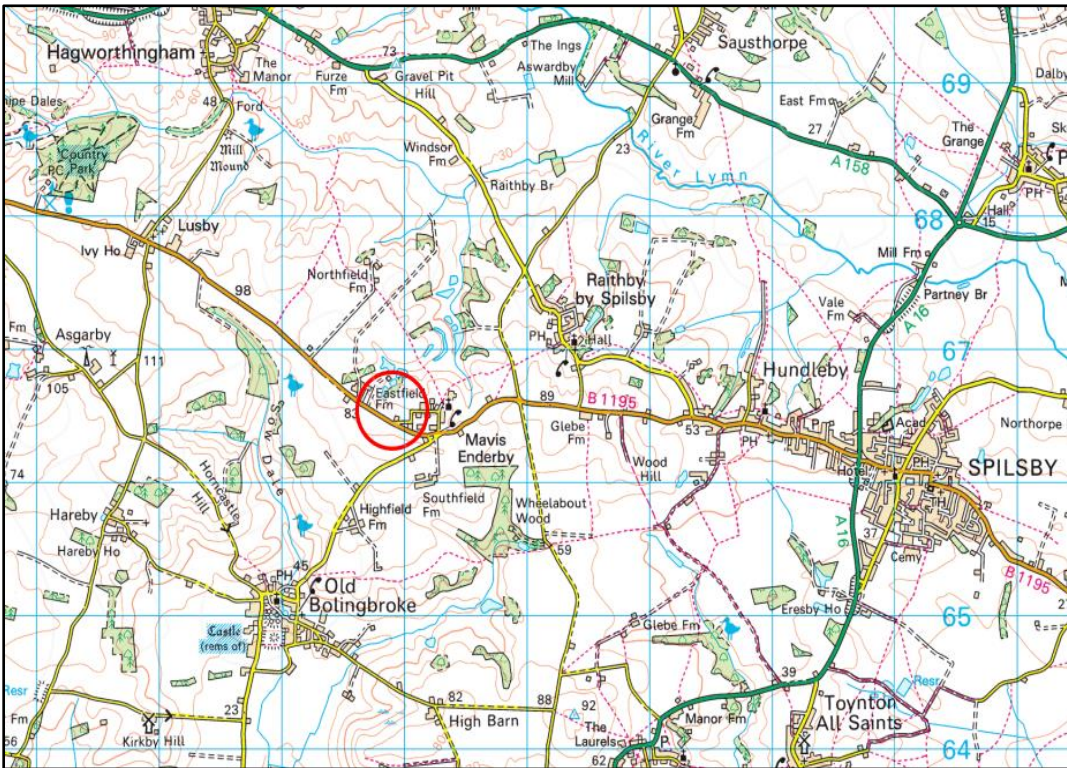 Hagworthingham
The
Manor
73
Furze
Fm
Gravel Pit
Hill
The Ings
Aswardby
Mill
Sausthorpe
69
Dalby
48
Ford
Mill
Mound
Country
Park
PC
Windsor
Fm
Grange
Fm
East Fm
27
The
Grange
A 158
23
River Lymn
Raithby Br
PH
Hall
15
68
Lusby
Ivy Ho
98
Northfield
Fm
Raithby
by Spilsby
PH
Hall
Mill Fm
Partney Br
A16
Vale
Fm
Fm
Asgarby
105
111
67
Hundleby
Eastfield
Fm
83
89
B 1195
Glebe
Fm
53
PH
Mavis
Enderby
Northorpe
Acad
PH
Hotel
SPILSBY
74
Sow Dale
Horncastle
Hill
Wood
Hill
Highfield
Fm
Southfield
Fm
Wheelabout
Wood
Hareby
Hareby Ho
59
A16
37
Cemy
B 1195
45
PH
Old
Bolingbroke
Castle
(rems of)
65
Eresby Ho
Glebe Fm
39
Resr
Resr
Fm
56
23
Kirkby Hill
82
High Barn
88
92
The
Laurels
62
P
Manor Fm
Toynton
All Saints
64